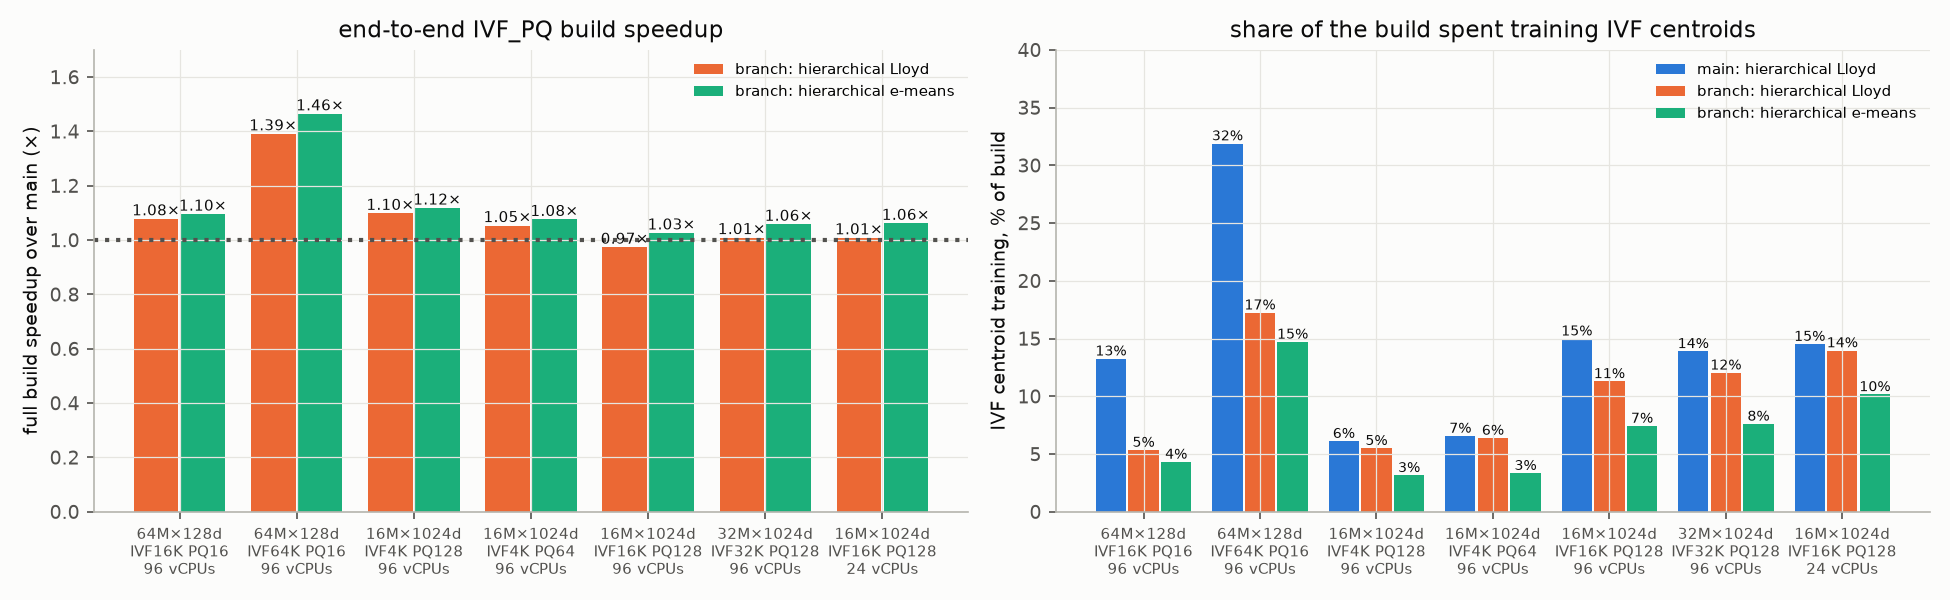 end-to-end IVF_PQ build speedup
full build speedup over main (×)
1.6
1.4
1.2
1.0
0.8
0.6
0.4
0.2
0.0
branch: hierarchical Lloyd
branch: hierarchical e-means
1.08×
1.10×
1.39×
1.46×
1.10×
1.12×
1.05×
1.08×
0.97×
1.03×
1.01×
1.06×
1.01×
1.06×
64M×128d
IVF16K PQ16
96 vCPUs
64M×128d
IVF64K PQ16
96 vCPUs
16M×1024d
IVF4K PQ128
96 vCPUs
16M×1024d
IVF4K PQ64
96 vCPUs
16M×1024d
IVF16K PQ128
96 vCPUs
32M×1024d
IVF32K PQ128
96 vCPUs
16M×1024d
IVF16K PQ128
24 vCPUs
share of the build spent training IVF centroids
IVF centroid training, % of build
40
35
30
25
20
15
10
5
0
main: hierarchical Lloyd
branch: hierarchical Lloyd
branch: hierarchical e-means
13%
5%
4%
32%
17%
15%
6%
5%
3%
7%
6%
3%
15%
11%
7%
14%
12%
8%
15%
14%
10%
64M×128d
IVF16K PQ16
96 vCPUs
64M×128d
IVF64K PQ16
96 vCPUs
16M×1024d
IVF4K PQ128
96 vCPUs
16M×1024d
IVF4K PQ64
96 vCPUs
16M×1024d
IVF16K PQ128
96 vCPUs
32M×1024d
IVF32K PQ128
96 vCPUs
16M×1024d
IVF16K PQ128
24 vCPUs